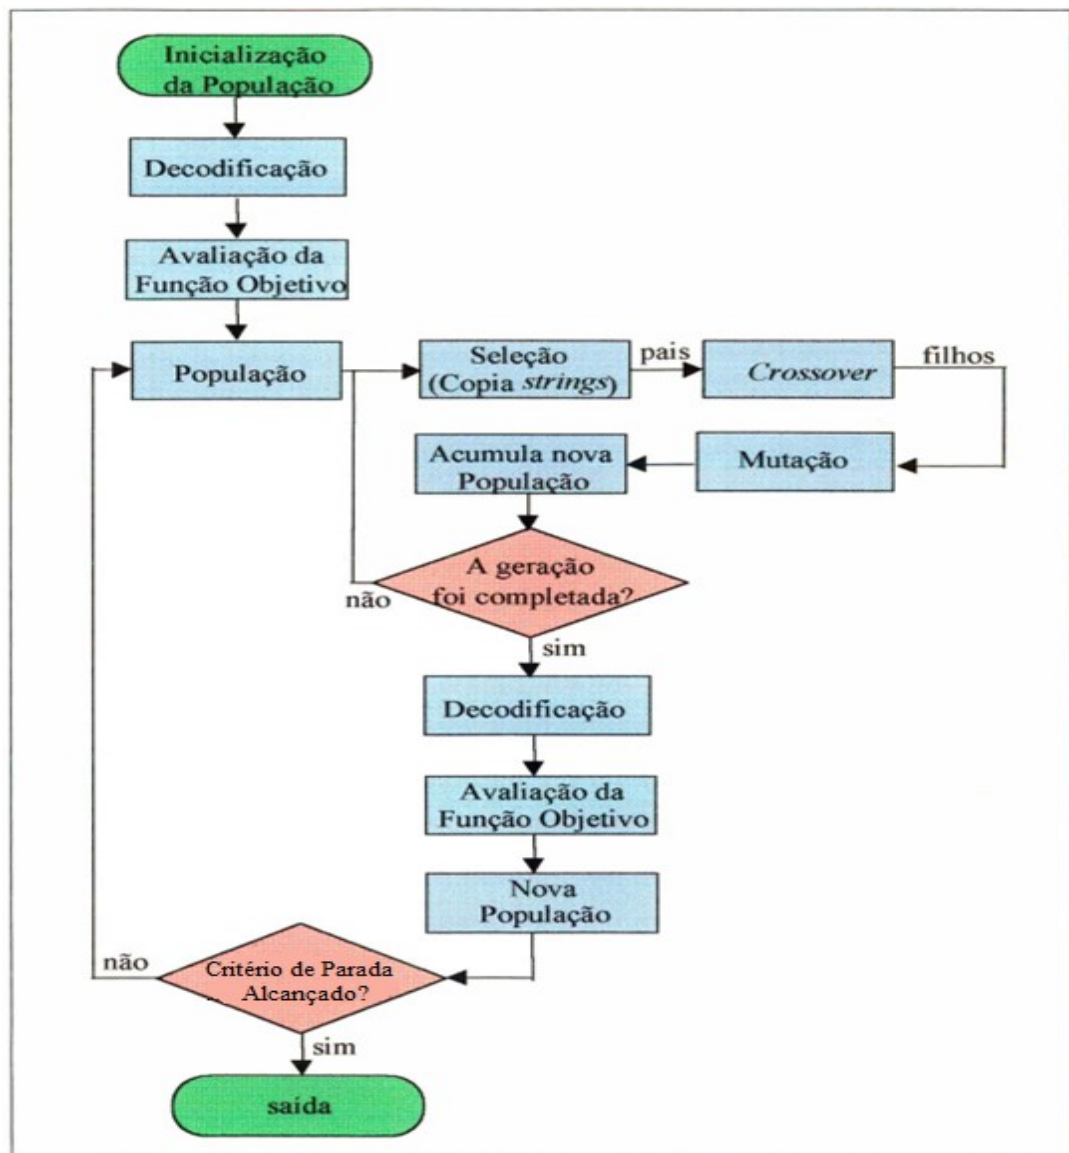 Inicialização
da População
Decodificação
Avaliação da
Função Objetivo
População
Seleção
(Copia strings)
pais
Crossover
filhos
Mutação
Acumula nova
População
A geração
foi completada?
não
sim
Decodificação
Avaliação da
Função Objetivo
Nova
População
Critério de Parada
Alcançado?
não
sim
saída